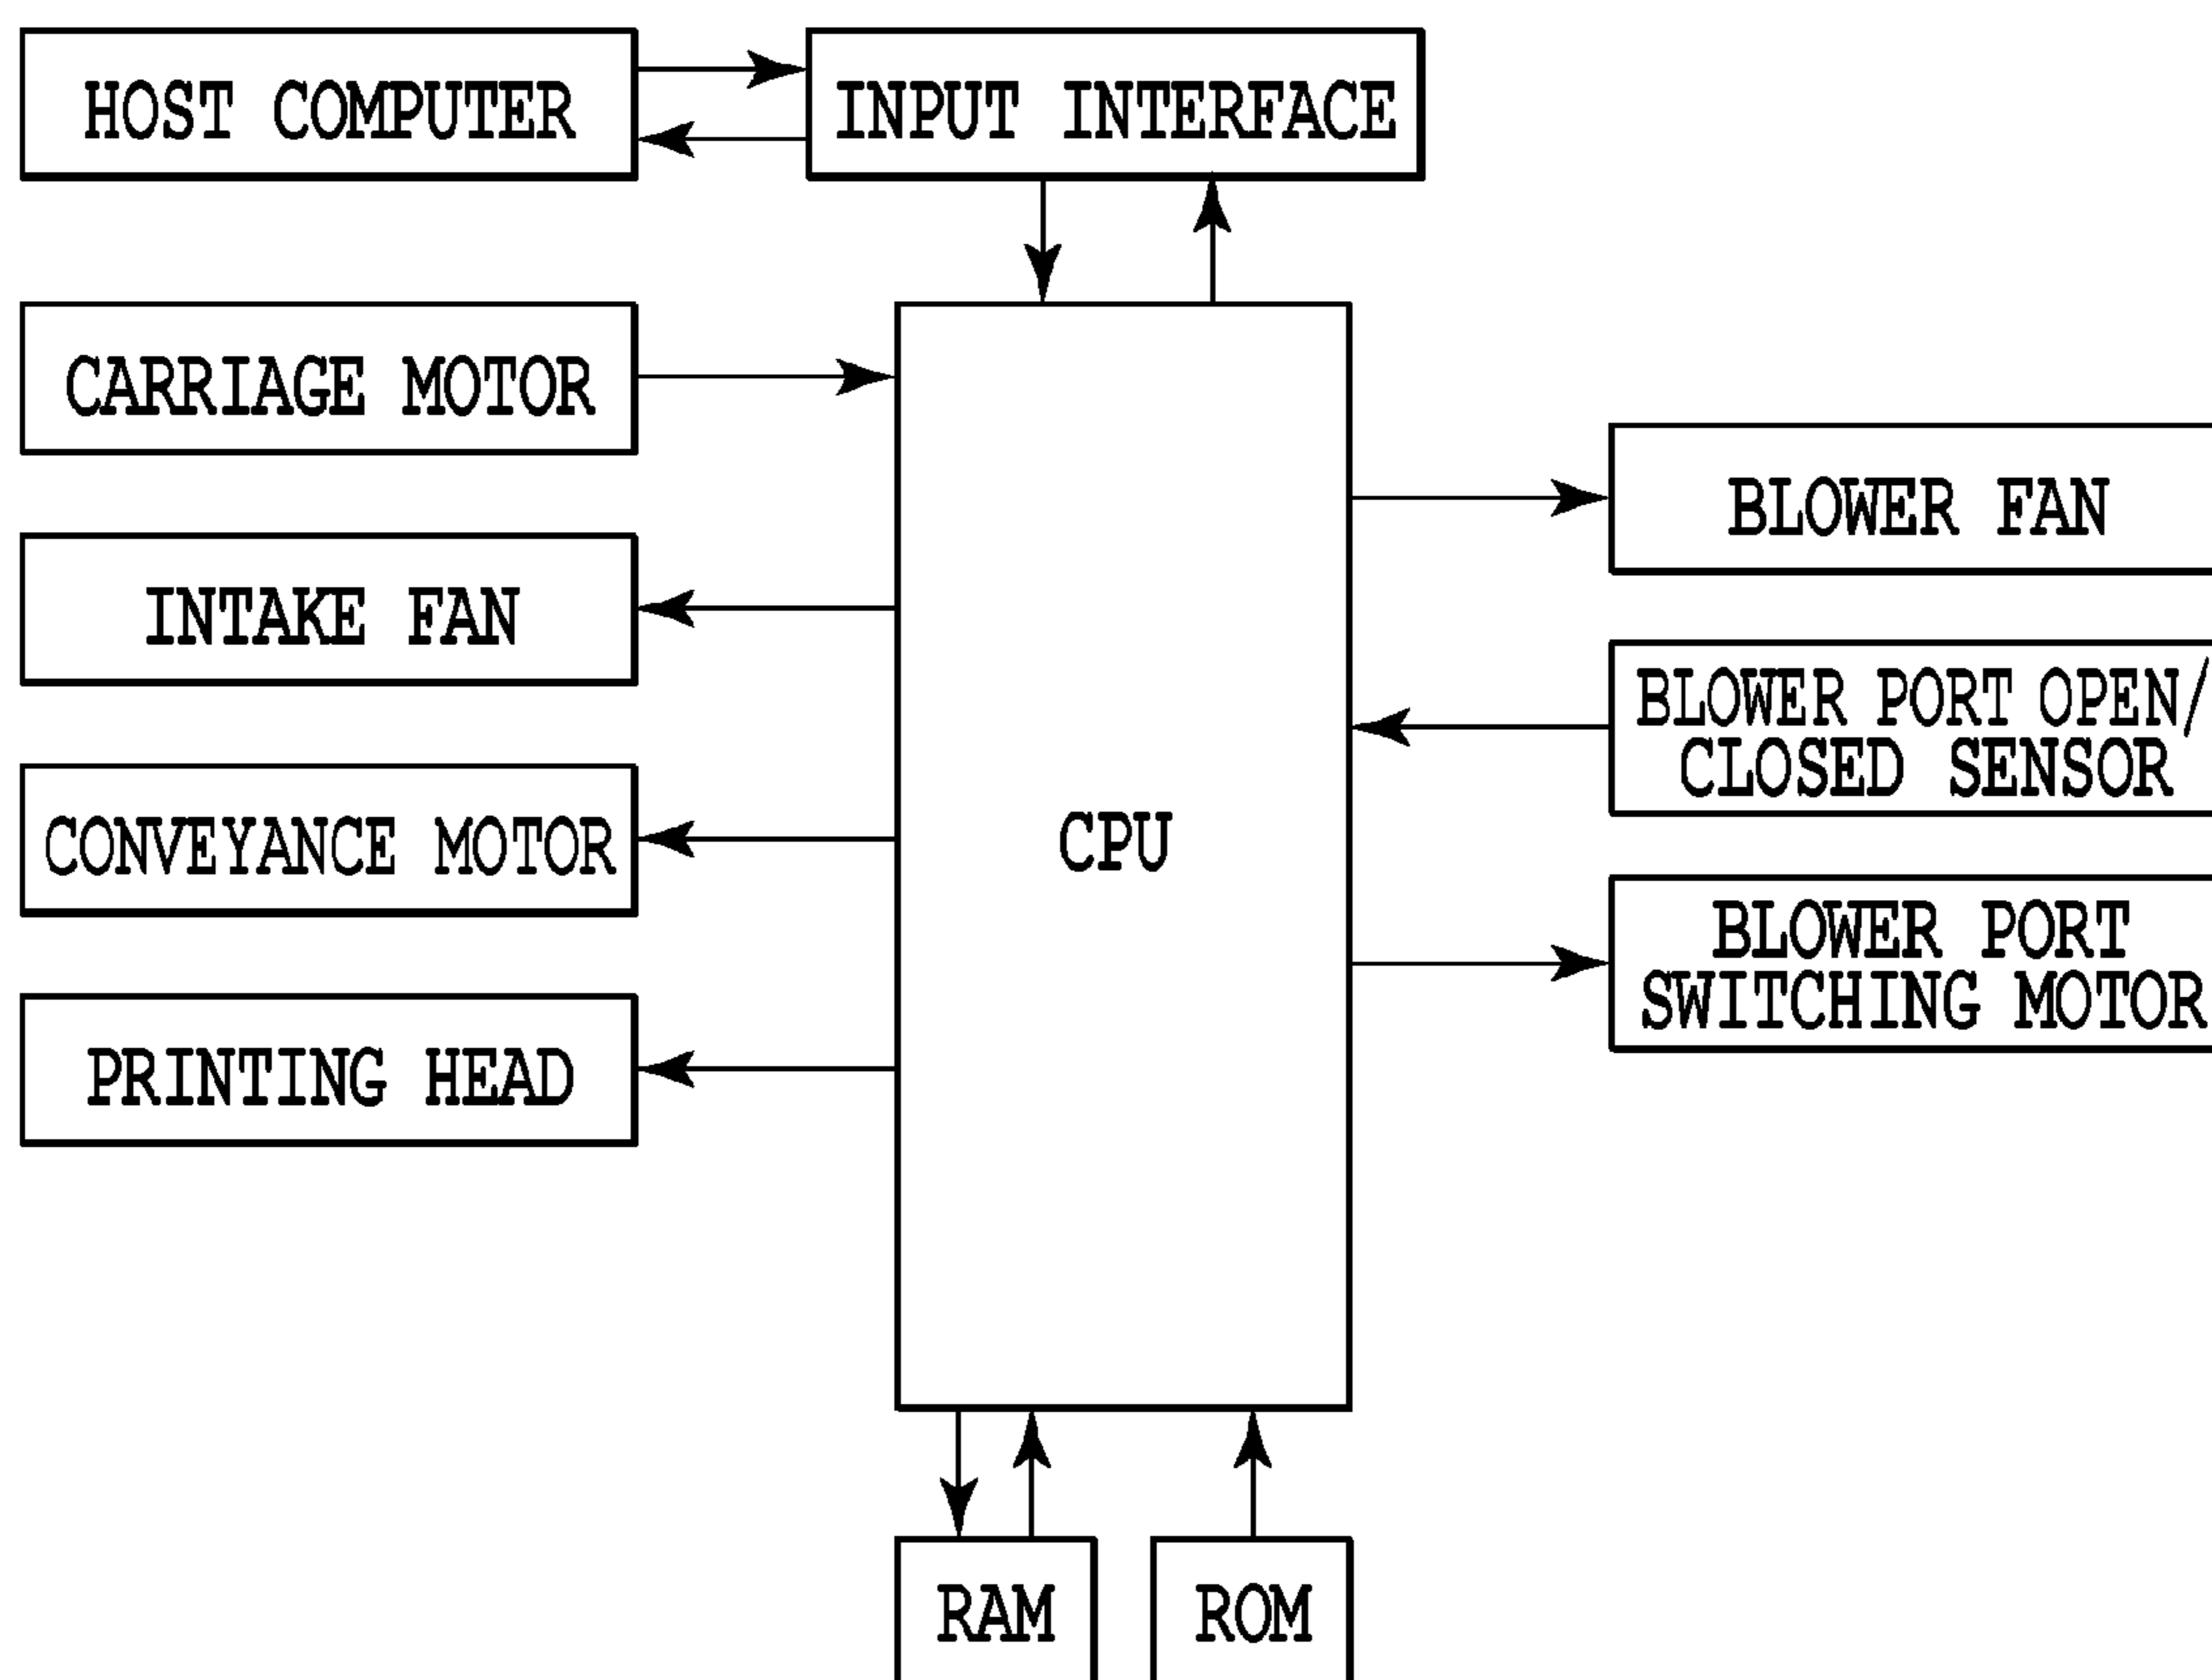 HOST COMPUTER
INPUT INTERFACE
CARRIAGE MOTOR
INTAKE FAN
CONVEYANCE MOTOR
PRINTING HEAD
CPU
BLOWER FAN
BLOWER PORT OPEN/
CLOSED SENSOR
BLOWER PORT
SWITCHING MOTOR
RAM
ROM